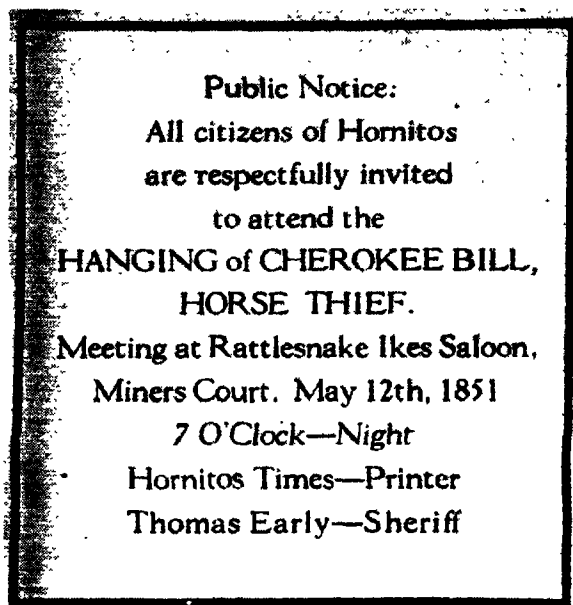 Public Notice:
All citizens of Hornitos
are respectfully invited
to attend the
HANGING of CHEROKEE BILL,
HORSE THIEF.
Meeting at Rattlesnake Ikes Saloon,
Miners Court. May 12th, 1851
7 O'Clock—Night
Hornitos Times—Printer
Thomas Early—Sheriff